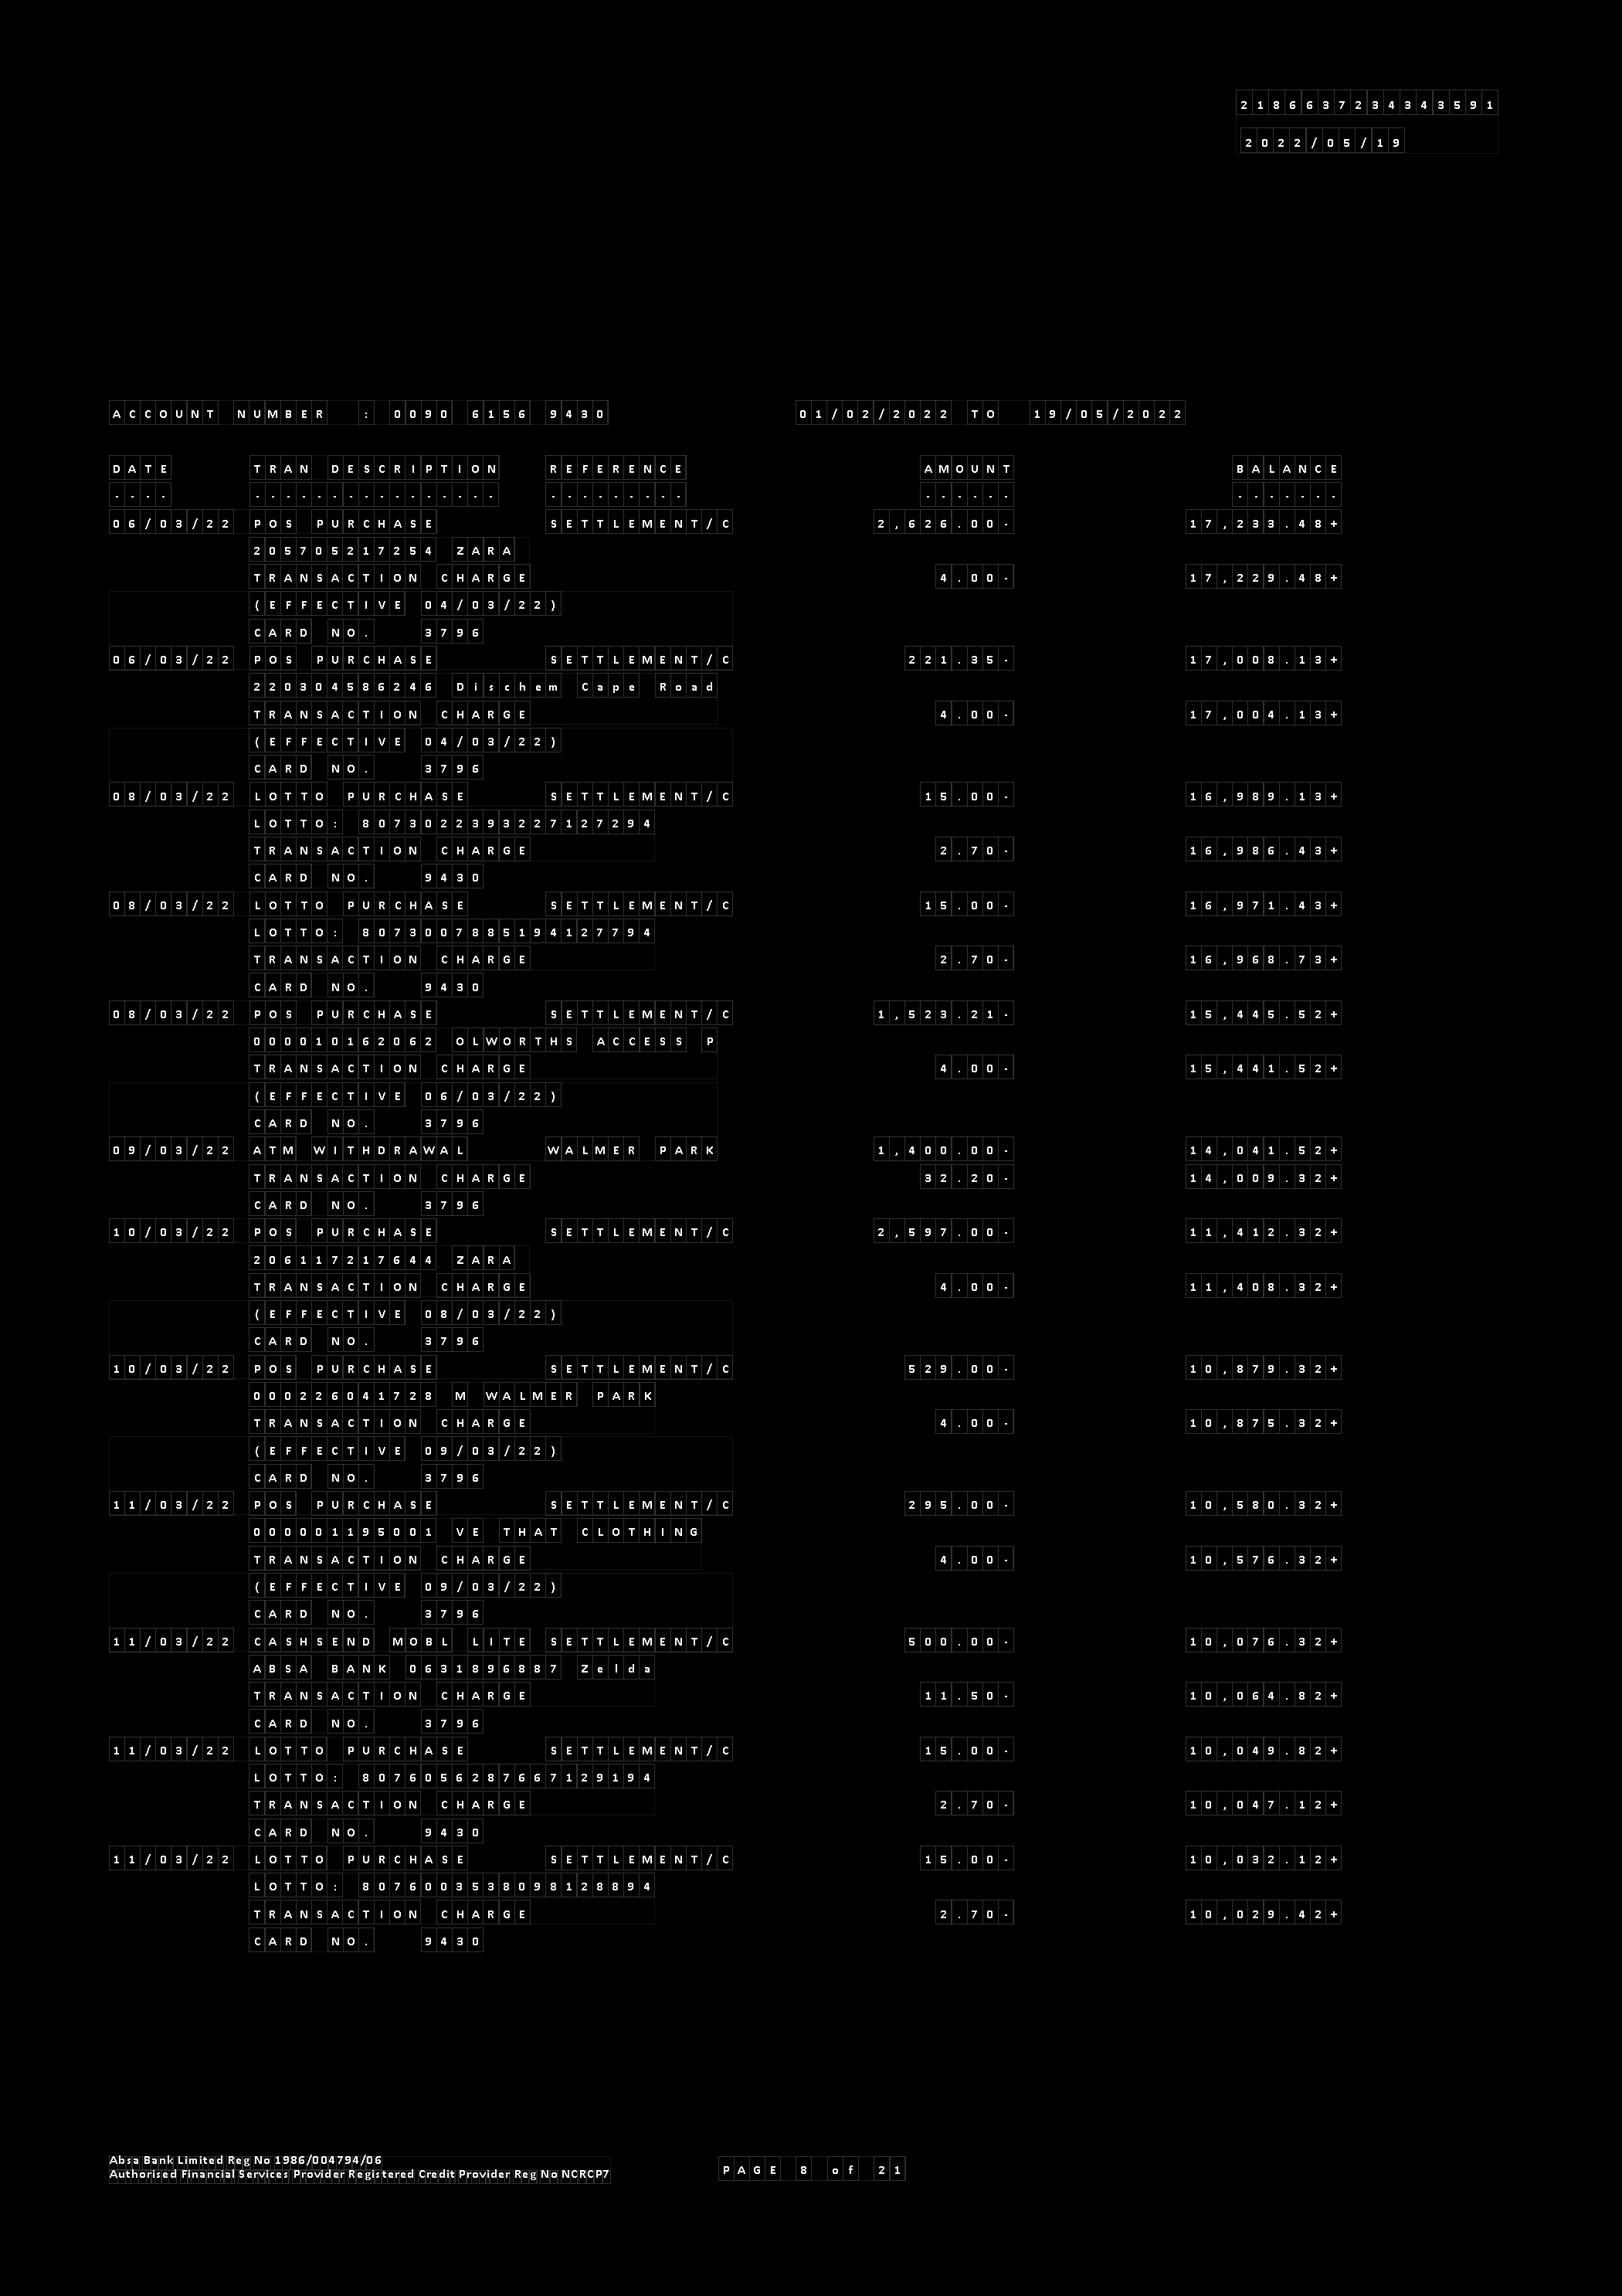 2186637234343591
2022/05/19
ACCOUNT NUMBER : 0090 6156 9430 01/02/2022 TO 19/05/2022
DATE TRAN DESCRIPTION REFERENCE AMOUNT BALANCE
---- ---------------- --------- ------ -------
06/03/22 POS PURCHASE SETTLEMENT/C 2,626.00- 17,233.48+
205705217254 ZARA
TRANSACTION CHARGE 4.00- 17,229.48+
(EFFECTIVE 04/03/22)
CARD NO. 3796
06/03/22 POS PURCHASE SETTLEMENT/C 221.35- 17,008.13+
220304586246 Dischem Cape Road
TRANSACTION CHARGE 4.00- 17,004.13+
(EFFECTIVE 04/03/22)
CARD NO. 3796
08/03/22 LOTTO PURCHASE SETTLEMENT/C 15.00- 16,989.13+
LOTTO: 8073022393227127294
TRANSACTION CHARGE 2.70- 16,986.43+
CARD NO. 9430
08/03/22 LOTTO PURCHASE SETTLEMENT/C 15.00- 16,971.43+
LOTTO: 8073007885194127794
TRANSACTION CHARGE 2.70- 16,968.73+
CARD NO. 9430
08/03/22 POS PURCHASE SETTLEMENT/C 1,523.21- 15,445.52+
000010162062 OLWORTHS ACCESS P
TRANSACTION CHARGE 4.00- 15,441.52+
(EFFECTIVE 06/03/22)
CARD NO. 3796
09/03/22 ATM WITHDRAWAL WALMER PARK 1,400.00- 14,041.52+
TRANSACTION CHARGE 32.20- 14,009.32+
CARD NO. 3796
10/03/22 POS PURCHASE SETTLEMENT/C 2,597.00- 11,412.32+
206117217644 ZARA
TRANSACTION CHARGE 4.00- 11,408.32+
(EFFECTIVE 08/03/22)
CARD NO. 3796
10/03/22 POS PURCHASE SETTLEMENT/C 529.00- 10,879.32+
000226041728 M WALMER PARK
TRANSACTION CHARGE 4.00- 10,875.32+
(EFFECTIVE 09/03/22)
CARD NO. 3796
11/03/22 POS PURCHASE SETTLEMENT/C 295.00- 10,580.32+
000001195001 VE THAT CLOTHING
TRANSACTION CHARGE 4.00- 10,576.32+
(EFFECTIVE 09/03/22)
CARD NO. 3796
11/03/22 CASHSEND MOBL LITE SETTLEMENT/C 500.00- 10,076.32+
ABSA BANK 0631896887 Zelda
TRANSACTION CHARGE 11.50- 10,064.82+
CARD NO. 3796
11/03/22 LOTTO PURCHASE SETTLEMENT/C 15.00- 10,049.82+
LOTTO: 8076056287667129194
TRANSACTION CHARGE 2.70- 10,047.12+
CARD NO. 9430
11/03/22 LOTTO PURCHASE SETTLEMENT/C 15.00- 10,032.12+
LOTTO: 8076003538098128894
TRANSACTION CHARGE 2.70- 10,029.42+
CARD NO. 9430
Absa Bank Limited Reg No 1986/004794/06
Authorised Financial Services Provider Registered Credit Provider Reg No NCRCP7
PAGE 8 of 21